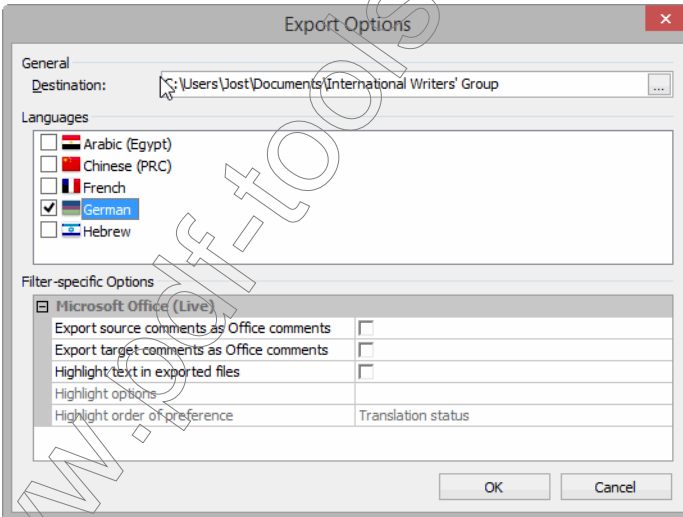 Export Options
General
Destination: C:\Users\Jost\Documents\International Writers' Group ...
Languages
Arabic (Egypt)
Chinese (PRC)
French
German
Hebrew
Filter-specific Options
Microsoft Office (Live)
Export source comments as Office comments
Export target comments as Office comments
Highlight text in exported files
Highlight options
Highlight order of preference Translation status
OK Cancel
w.pdf-tools